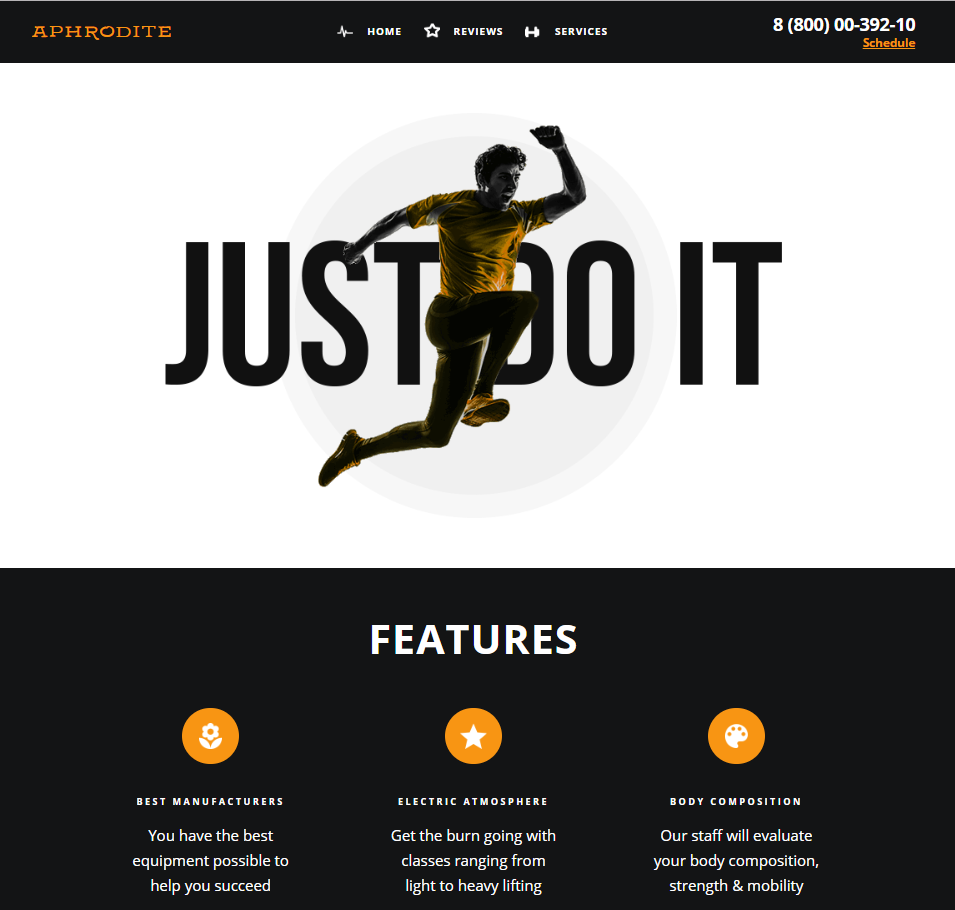 APHRODITE
HOME REVIEWS SERVICES
8 (800) 00-392-10
Schedule
JUST DO IT
FEATURES
BEST MANUFACTURERS
You have the best
equipment possible to
help you succeed
ELECTRIC ATMOSPHERE
Get the burn going with
classes ranging from
light to heavy lifting
BODY COMPOSITION
Our staff will evaluate
your body composition,
strength & mobility